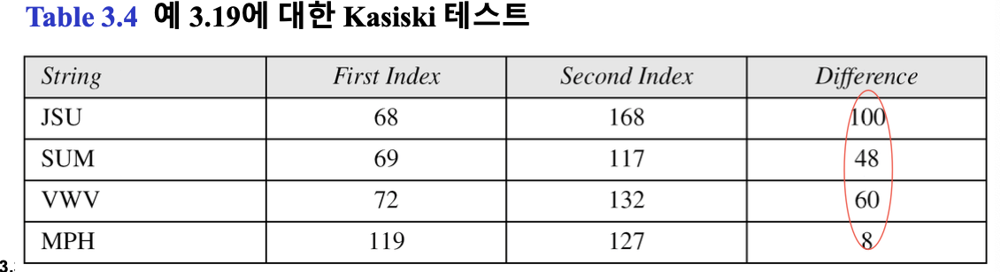 Table 3.4 예 3.19에 대한 Kasiski 테스트
String First Index Second Index Difference
JSU 68 168 100
SUM 69 117 48
VWV 72 132 60
MPH 119 127 8
3.